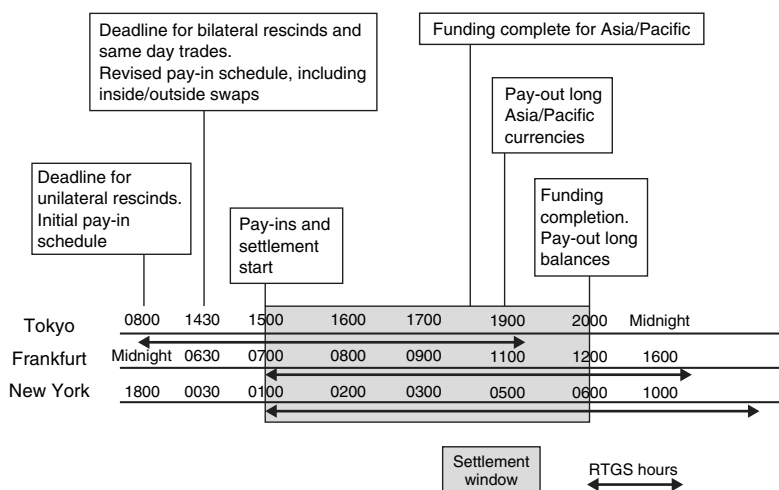 Deadline for bilateral rescinds and
same day trades.
Revised pay-in schedule, including
inside/outside swaps
Funding complete for Asia/Pacific
Pay-out long
Asia/Pacific
currencies
Deadline for
unilateral rescinds.
Initial pay-in
schedule
Pay-ins and
settlement
start
Funding
completion.
Pay-out long
balances
Tokyo 0800 1430 1500 1600 1700 1900 2000 Midnight
Frankfurt Midnight 0630 0700 0800 0900 1100 1200 1600
New York 1800 0030 0100 0200 0300 0500 0600 1000
Settlement
window
RTGS hours